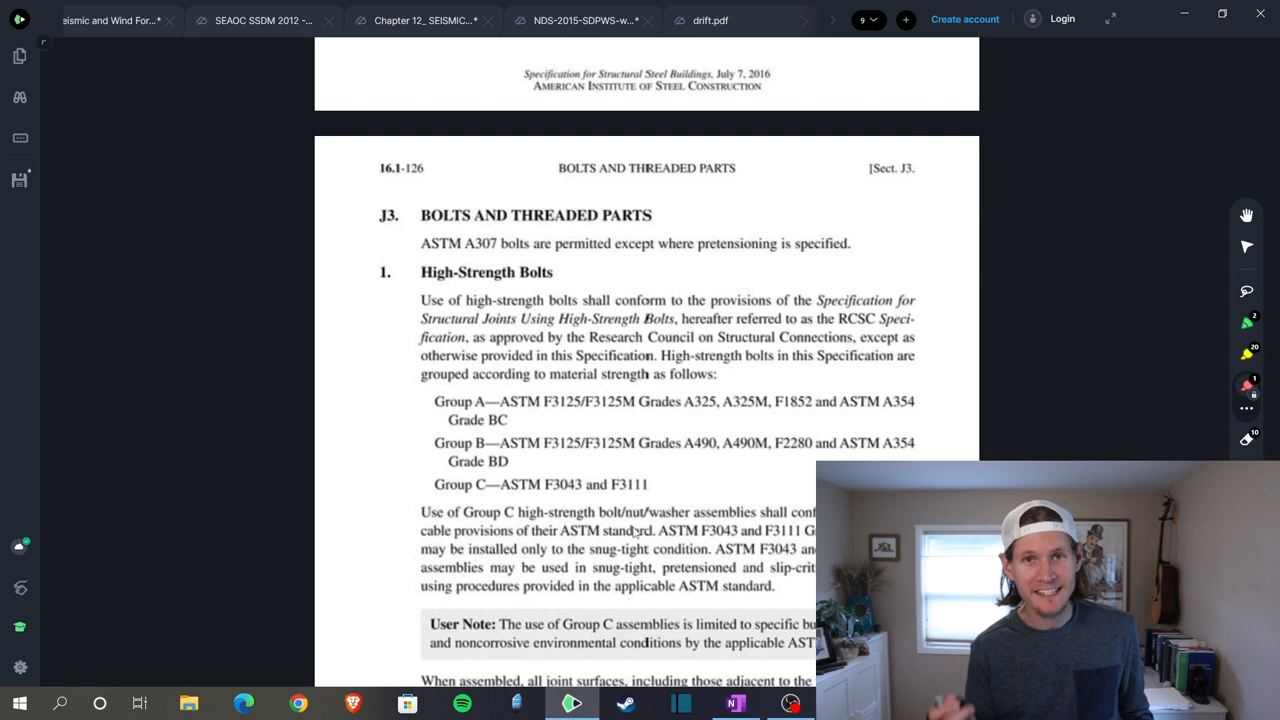 eismic and Wind For...*
SEAOC SSDM 2012 -...
Chapter 12_ SEISMIC...*
NDS-2015-SDPWS-w...*
drift.pdf
9
Create account
Login
Specification for Structural Steel Buildings, July 7, 2016
AMERICAN INSTITUTE OF STEEL CONSTRUCTION
16.1-126
BOLTS AND THREADED PARTS
[Sect. J3.
J3. BOLTS AND THREADED PARTS
ASTM A307 bolts are permitted except where pretensioning is specified.
1. High-Strength Bolts
Use of high-strength bolts shall conform to the provisions of the Specification for
Structural Joints Using High-Strength Bolts, hereafter referred to as the RCSC Speci-
fication, as approved by the Research Council on Structural Connections, except as
otherwise provided in this Specification. High-strength bolts in this Specification are
grouped according to material strength as follows:
Group A—ASTM F3125/F3125M Grades A325, A325M, F1852 and ASTM A354
Grade BC
Group B—ASTM F3125/F3125M Grades A490, A490M, F2280 and ASTM A354
Grade BD
Group C—ASTM F3043 and F3111
Use of Group C high-strength bolt/nut/washer assemblies shall conf
cable provisions of their ASTM standard. ASTM F3043 and F3111 G
may be installed only to the snug-tight condition. ASTM F3043 an
assemblies may be used in snug-tight, pretensioned and slip-crit
using procedures provided in the applicable ASTM standard.
User Note: The use of Group C assemblies is limited to specific bu
and noncorrosive environmental conditions by the applicable AST
When assembled, all joint surfaces, including those adjacent to the
2
20
1
10